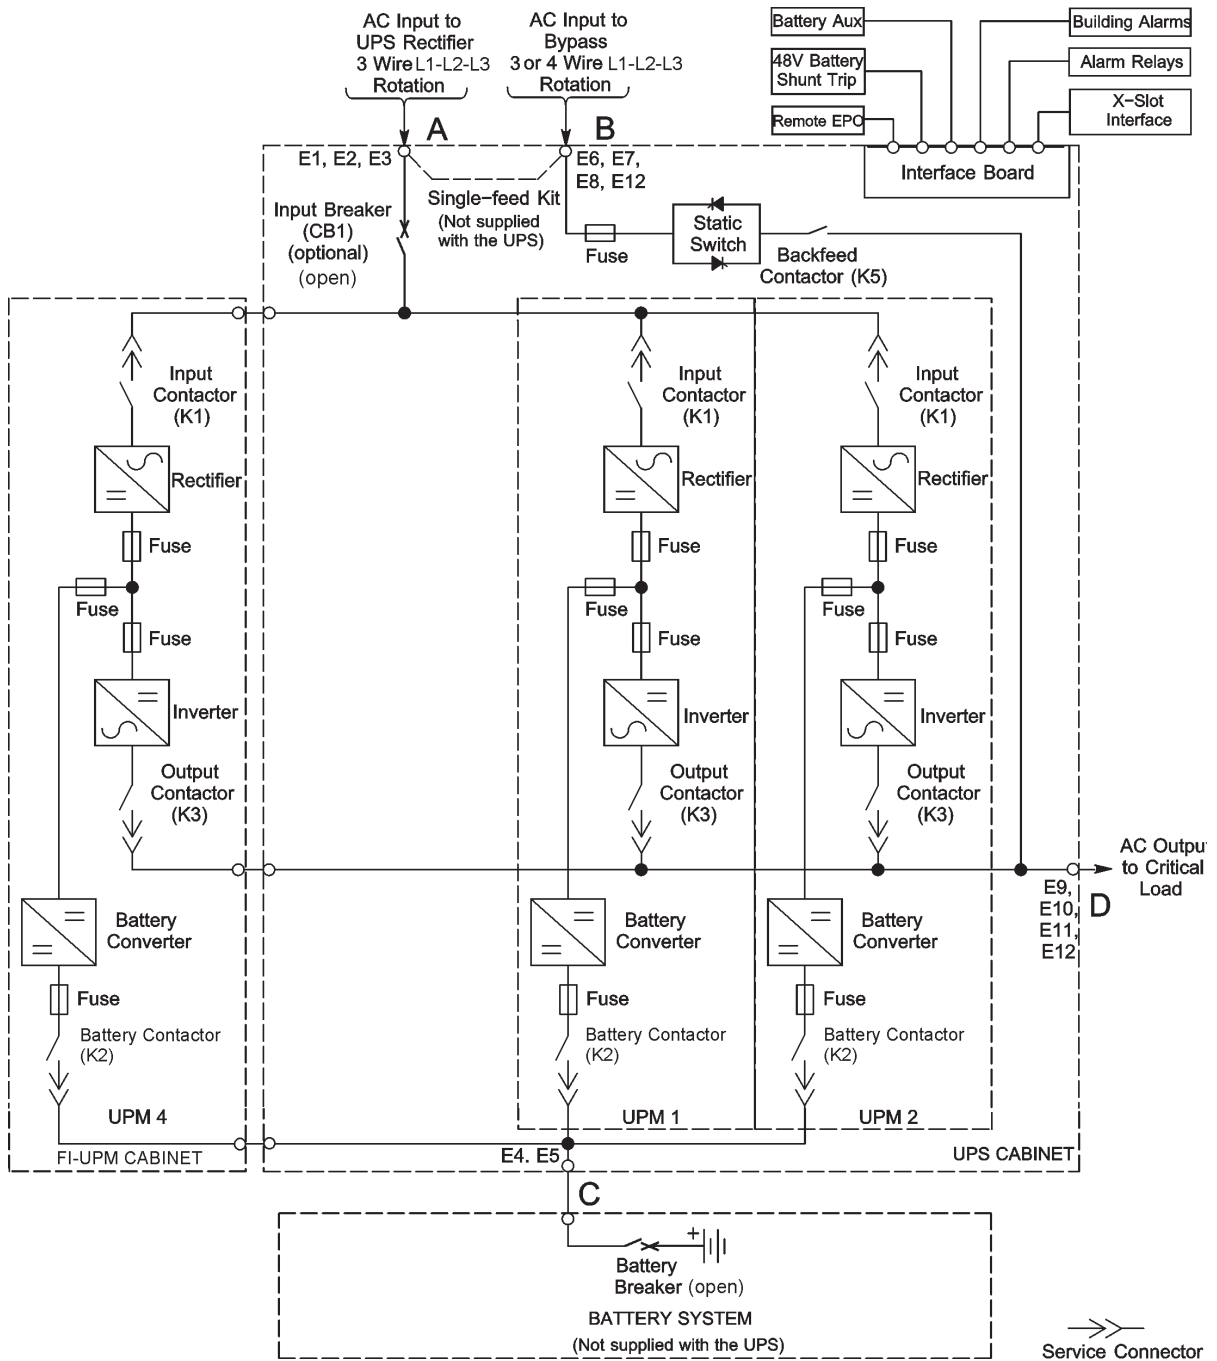 AC Input to
UPS Rectifier
3 Wire L1-L2-L3
Rotation
AC Input to
Bypass
3 or 4 Wire L1-L2-L3
Rotation
Battery Aux
48V Battery
Shunt Trip
Remote EPO
Building Alarms
Alarm Relays
X-Slot
Interface
Interface Board
A
B
E1, E2, E3
E6, E7,
E8, E12
Single-feed Kit
(Not supplied
with the UPS)
Input Breaker
(CB1)
(optional)
(open)
Fuse
Static
Switch
Backfeed
Contactor (K5)
Input
Contactor
(K1)
Rectifier
Fuse
Fuse
Fuse
Inverter
Output
Contactor
(K3)
Battery
Converter
Fuse
Battery Contactor
(K2)
UPM 4
FI-UPM CABINET
Input
Contactor
(K1)
Rectifier
Fuse
Fuse
Fuse
Inverter
Output
Contactor
(K3)
Battery
Converter
Fuse
Battery Contactor
(K2)
UPM 1
Input
Contactor
(K1)
Rectifier
Fuse
Fuse
Fuse
Inverter
Output
Contactor
(K3)
Battery
Converter
Fuse
Battery Contactor
(K2)
UPM 2
AC Outpu
to Critical
Load
E9,
E10,
E11,
E12
D
UPS CABINET
E4. E5
C
+
Battery
Breaker (open)
BATTERY SYSTEM
(Not supplied with the UPS)
Service Connector